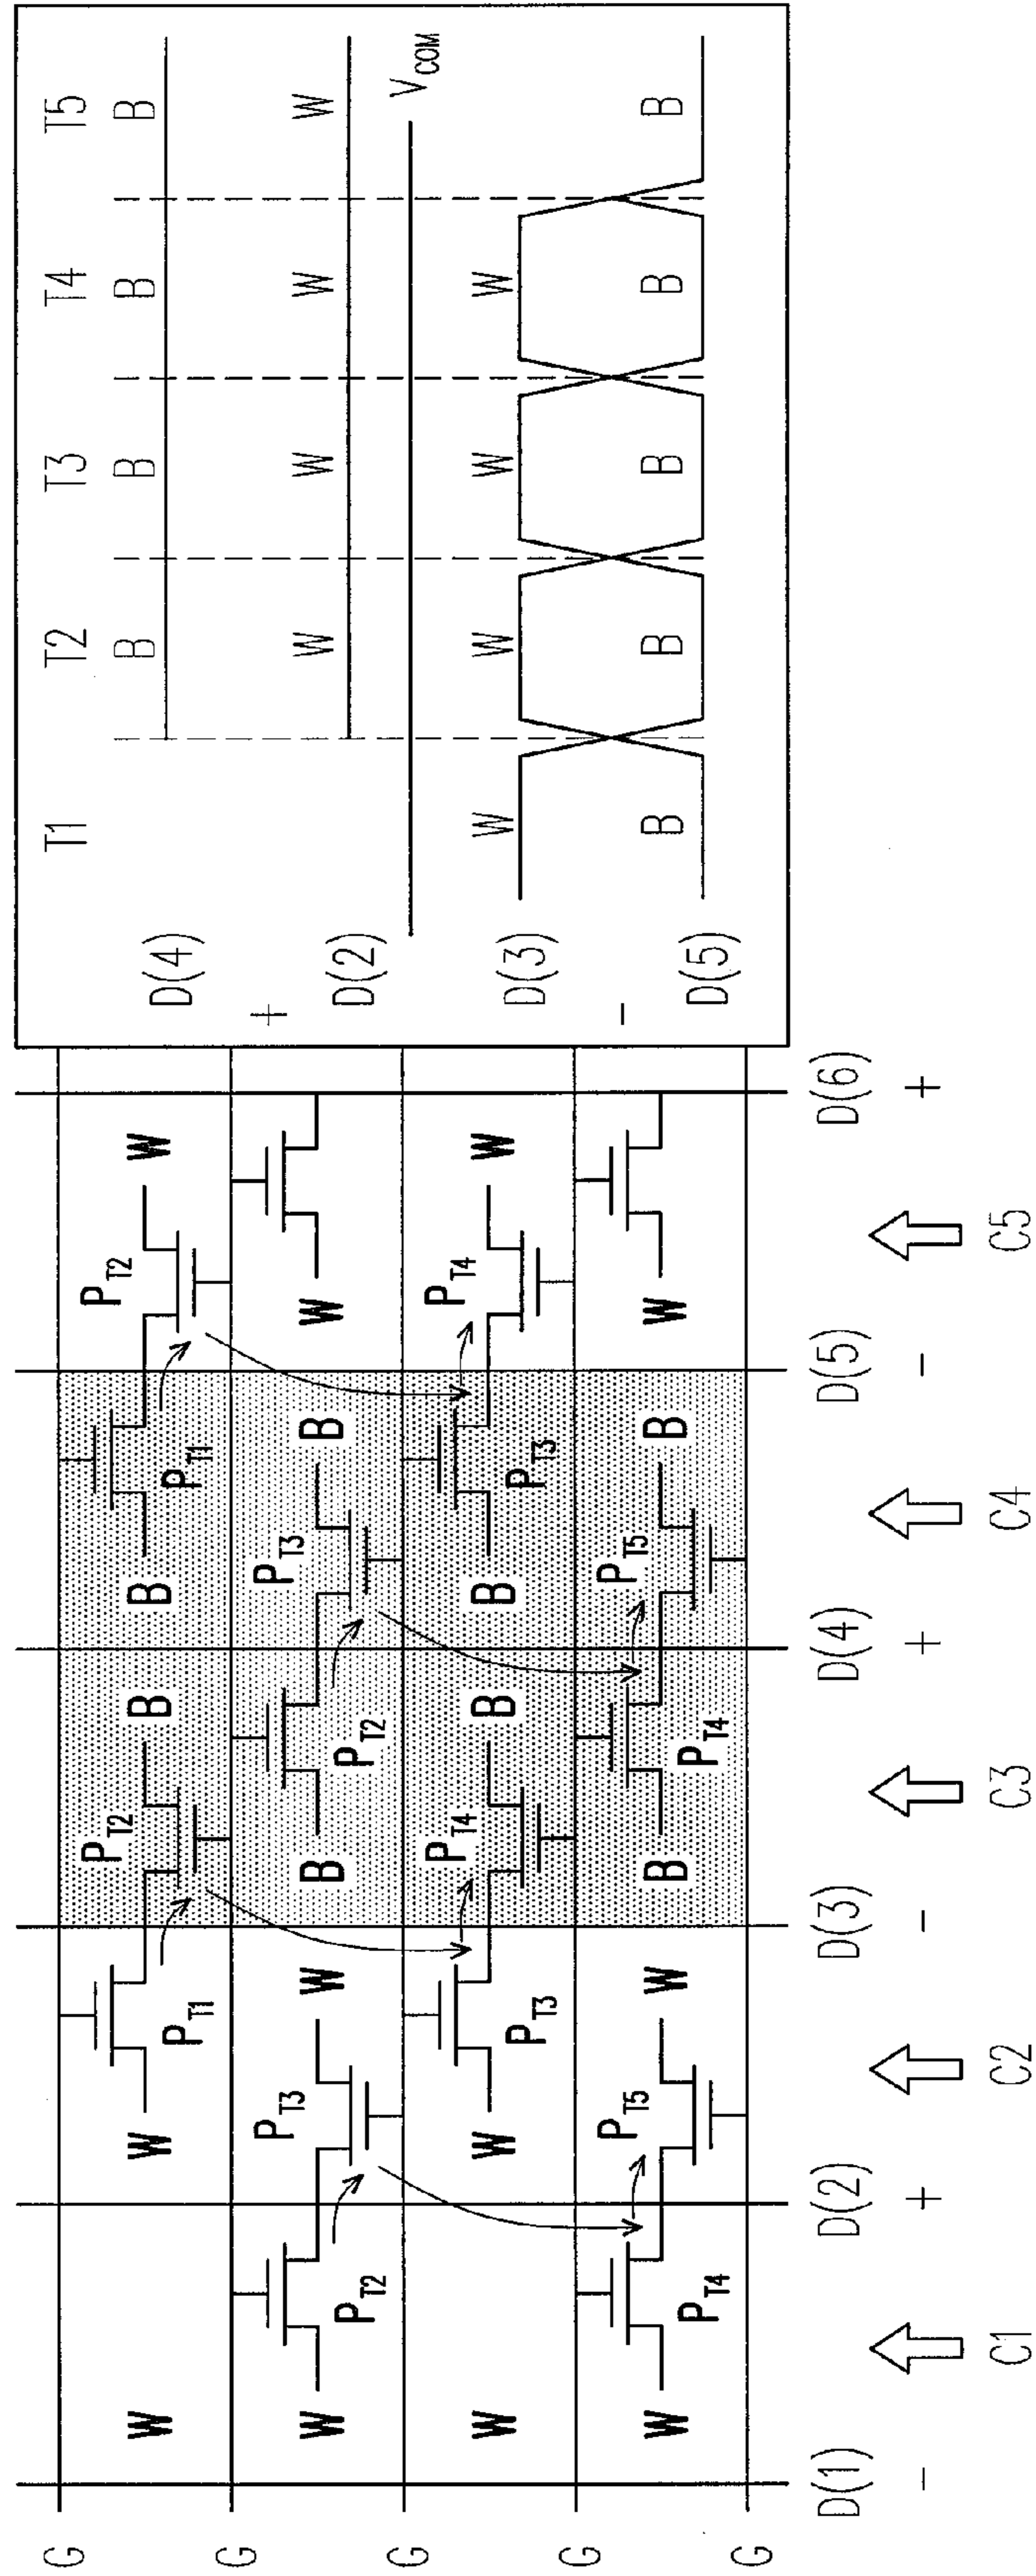 G
P_T2 P_T2
W W B B W
P_T1 P_T1
G
P_T3 P_T3
W W B B W
P_T2 P_T2
G
P_T4 P_T4
W W B B W
P_T3 P_T3
G
P_T5 P_T5
W W B B W
P_T4 P_T4
G
D(1) D(2) D(3) D(4) D(5) D(6)
- + - + - +
C1 C2 C3 C4 C5
T1 T2 T3 T4 T5
B B B B
D(4)
+
W W W W
D(2)
V_COM
W W W W
D(3)
-
B B B B B
D(5)